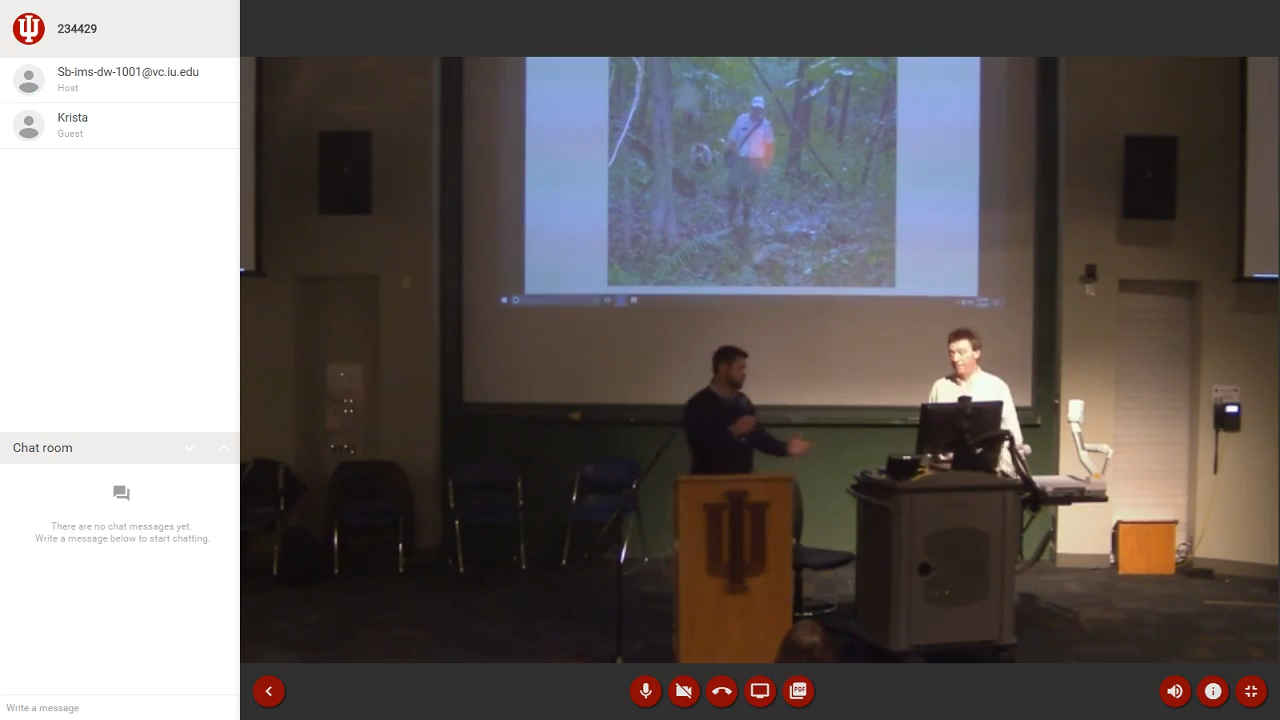 234429
Sb-ims-dw-1001@vc.iu.edu
Host
Krista
Guest
Chat room
There are no chat messages yet.
Write a message below to start chatting.
Write a message
PDF